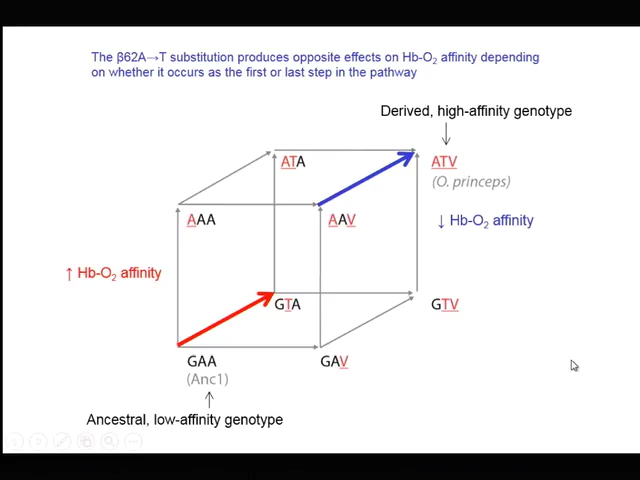 The β62A→T substitution produces opposite effects on Hb-O₂ affinity depending
on whether it occurs as the first or last step in the pathway
Derived, high-affinity genotype
ATA
ATV
(O. princeps)
AAA
AAV
↓ Hb-O₂ affinity
↑ Hb-O₂ affinity
GTA
GTV
GAA
GAV
(Anc1)
Ancestral, low-affinity genotype